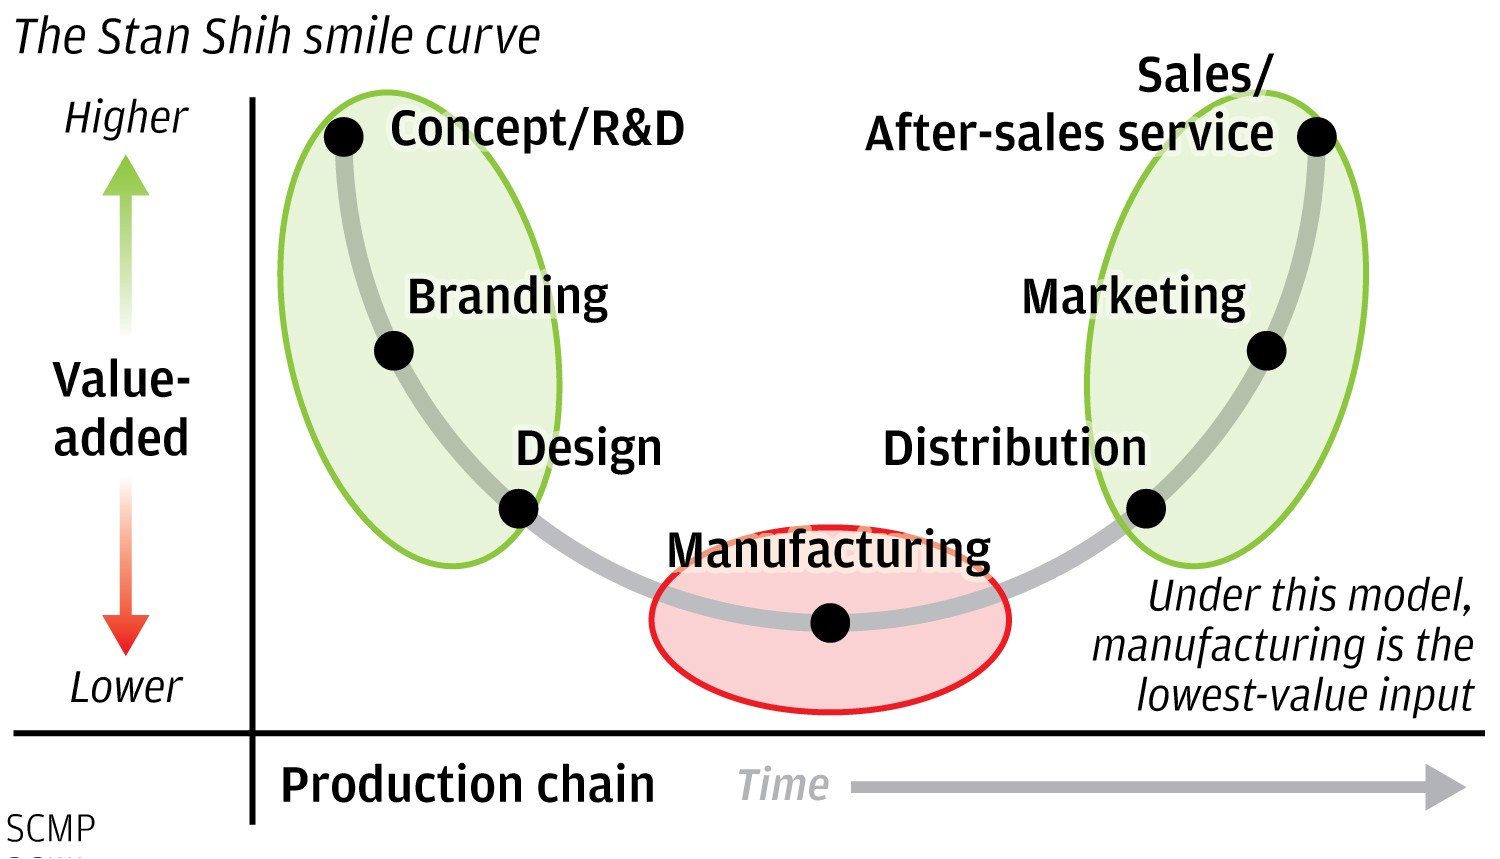 The Stan Shih smile curve
Higher
Value-
added
Lower
Concept/R&D
Branding
Design
Manufacturing
Distribution
Marketing
Sales/
After-sales service
Under this model,
manufacturing is the
lowest-value input
Production chain
Time
SCMP